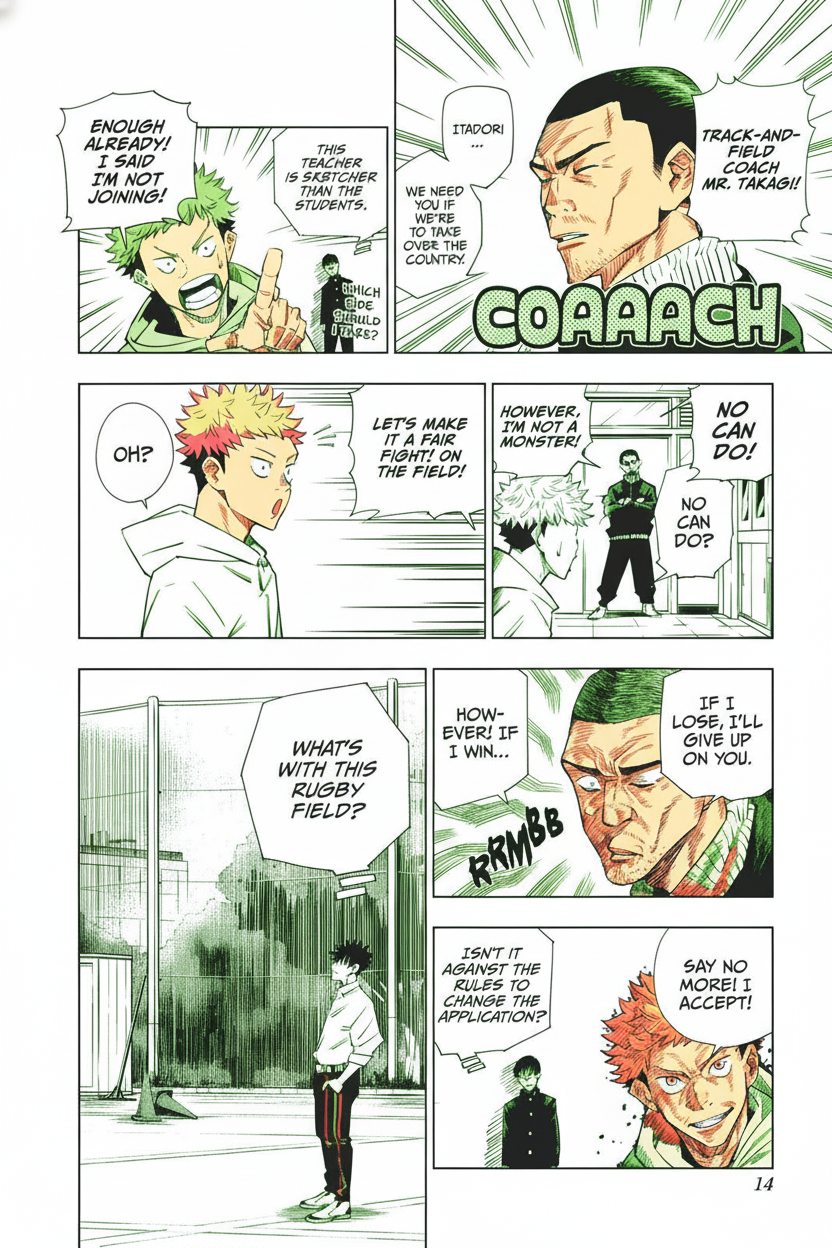 TRACK-AND-
FIELD
COACH
MR. TAKAGI!
ITADORI
...
WE NEED
YOU IF
WE'RE
TO TAKE
OVER THE
COUNTRY.
COAAACH
THIS
TEACHER
IS SKBTCHER
THAN THE
STUDENTS.
ENOUGH
ALREADY!
I SAID
I'M NOT
JOINING!
WHICH
SIDE
SHOULD
I
NO
CAN
DO!
NO
CAN
DO?
HOWEVER,
I'M NOT A
MONSTER!
LET'S MAKE
IT A FAIR
FIGHT! ON
THE FIELD!
OH?
IF I
LOSE, I'LL
GIVE UP
ON YOU.
HOW-
EVER! IF
I WIN...
RRMBB
SAY NO
MORE! I
ACCEPT!
ISN'T IT
AGANST THE
RULES TO
CHANGE THE
APPLICATION?
WHAT'S
WITH THIS
RUGBY
FIELD?
14